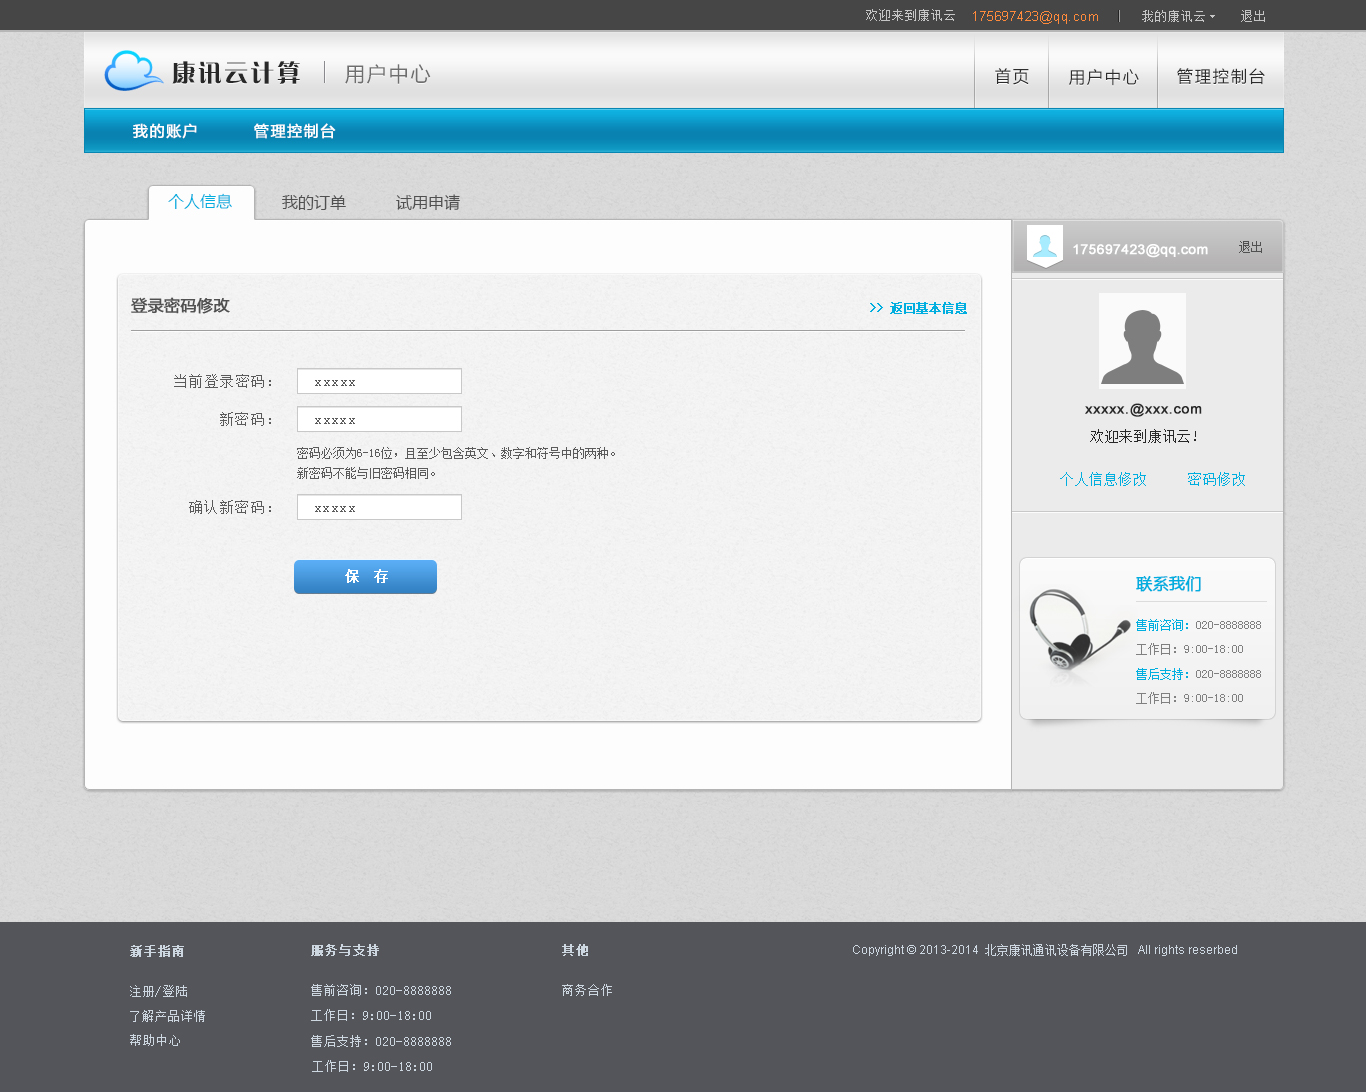 欢迎来到康讯云 175697423@qq.com | 我的康讯云 退出
康讯云计算 | 用户中心
首页 用户中心 管理控制台
我的账户 管理控制台
个人信息 我的订单 试用申请
175697423@qq.com 退出
登录密码修改
>> 返回基本信息
当前登录密码： xxxxx
新密码： xxxxx
密码必须为6-16位，且至少包含英文、数字和符号中的两种。
新密码不能与旧密码相同。
确认新密码： xxxxx
保 存
xxxxx.@xxx.com
欢迎来到康讯云！
个人信息修改 密码修改
联系我们
售前咨询：020-8888888
工作日：9:00-18:00
售后支持：020-8888888
工作日：9:00-18:00
新手指南
注册/登陆
了解产品详情
帮助中心
服务与支持
售前咨询：020-8888888
工作日：9:00-18:00
售后支持：020-8888888
工作日：9:00-18:00
其他
商务合作
Copyright © 2013-2014 北京康讯通讯设备有限公司 All rights reserbed